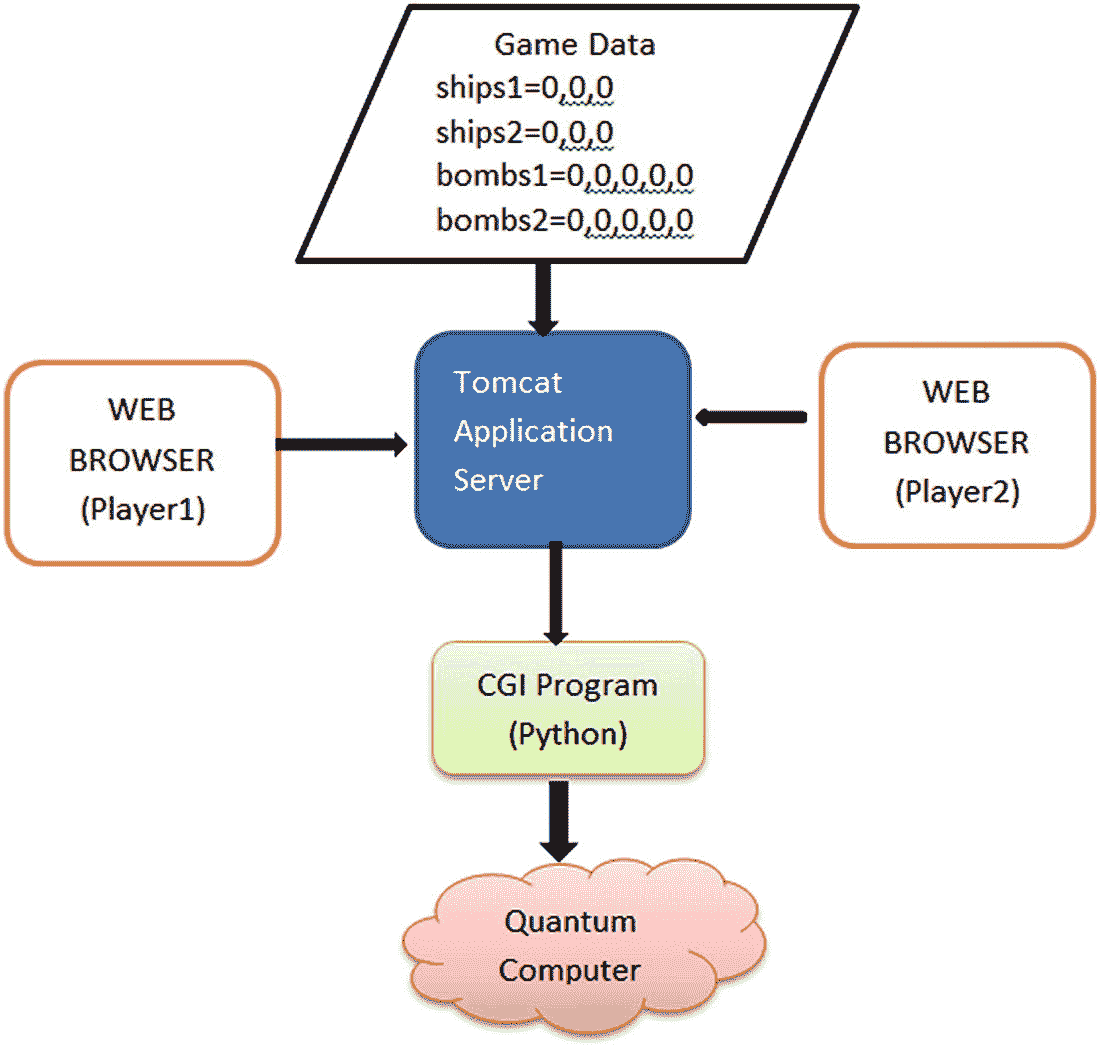 Game Data
ships1=0,0,0
ships2=0,0,0
bombs1=0,0,0,0,0
bombs2=0,0,0,0,0
WEB
BROWSER
(Player1)
Tomcat
Application
Server
WEB
BROWSER
(Player2)
CGI Program
(Python)
Quantum
Computer